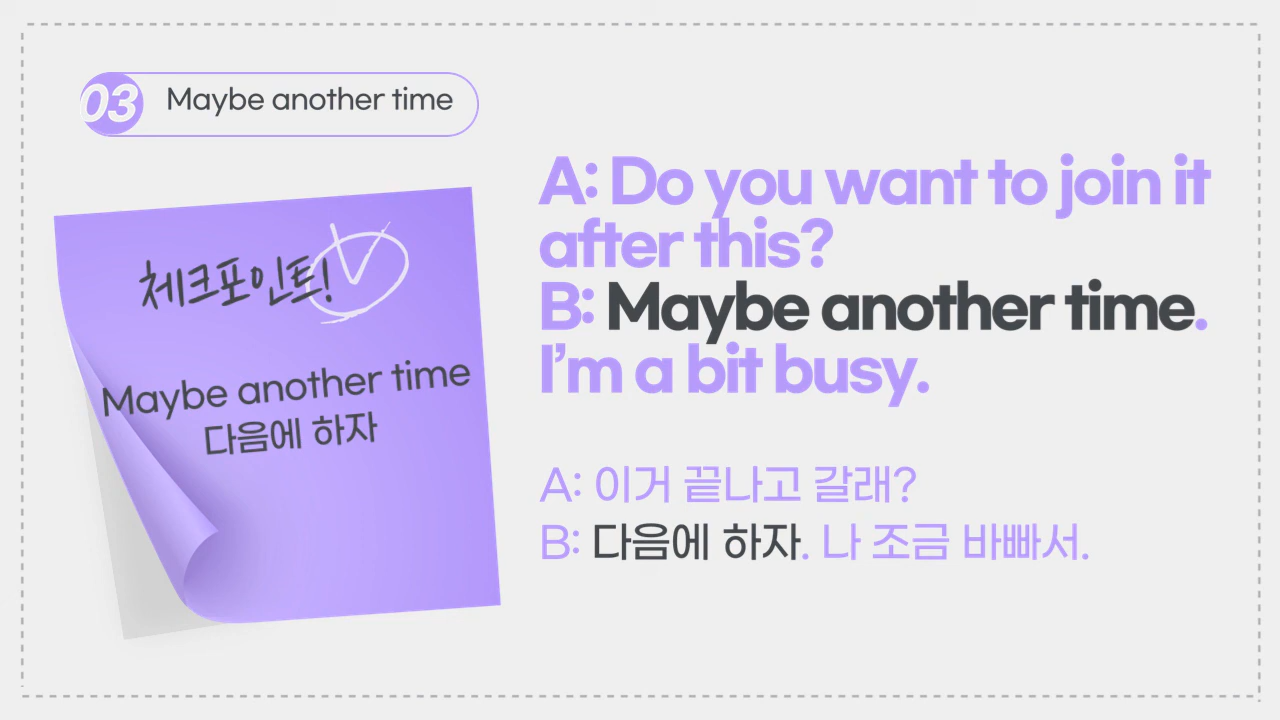 03 Maybe another time
체크포인트!
Maybe another time
다음에 하자
A: Do you want to join it
after this?
B: Maybe another time.
I'm a bit busy.
A: 이거 끝나고 갈래?
B: 다음에 하자. 나 조금 바빠서.